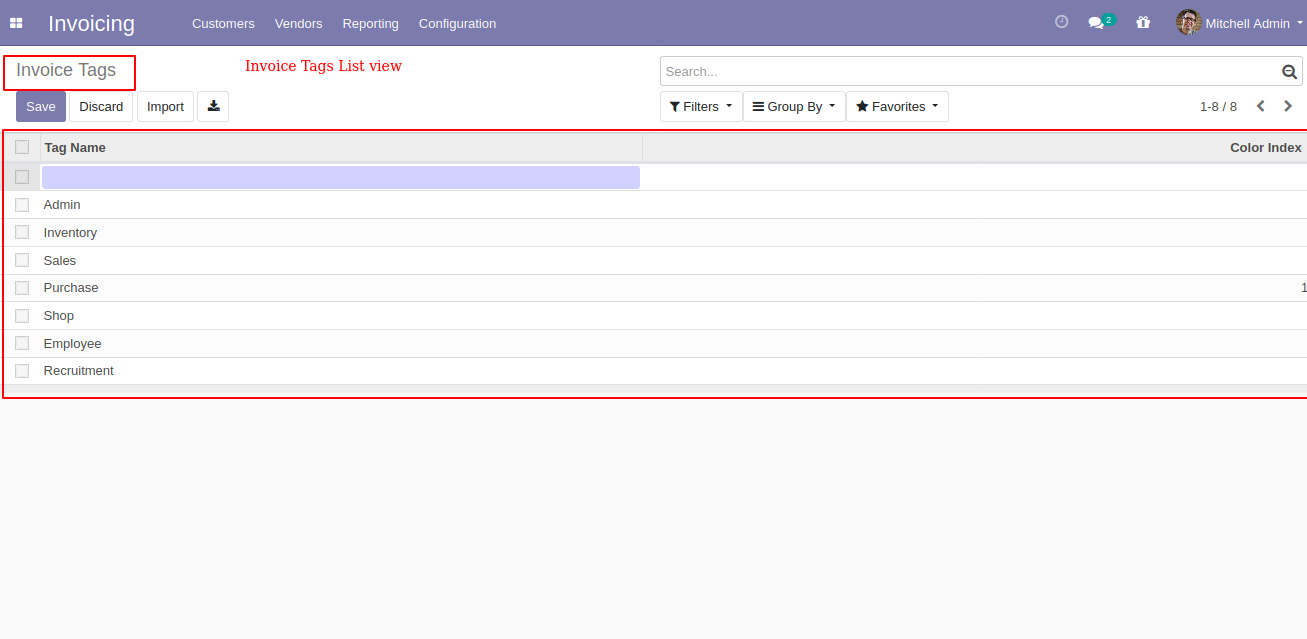 Invoicing Customers Vendors Reporting Configuration 2 Mitchell Admin
Invoice Tags Invoice Tags List view Search...
Save Discard Import Filters Group By Favorites 1-8 / 8
Tag Name Color Index
Admin
Inventory
Sales
Purchase 1
Shop
Employee
Recruitment